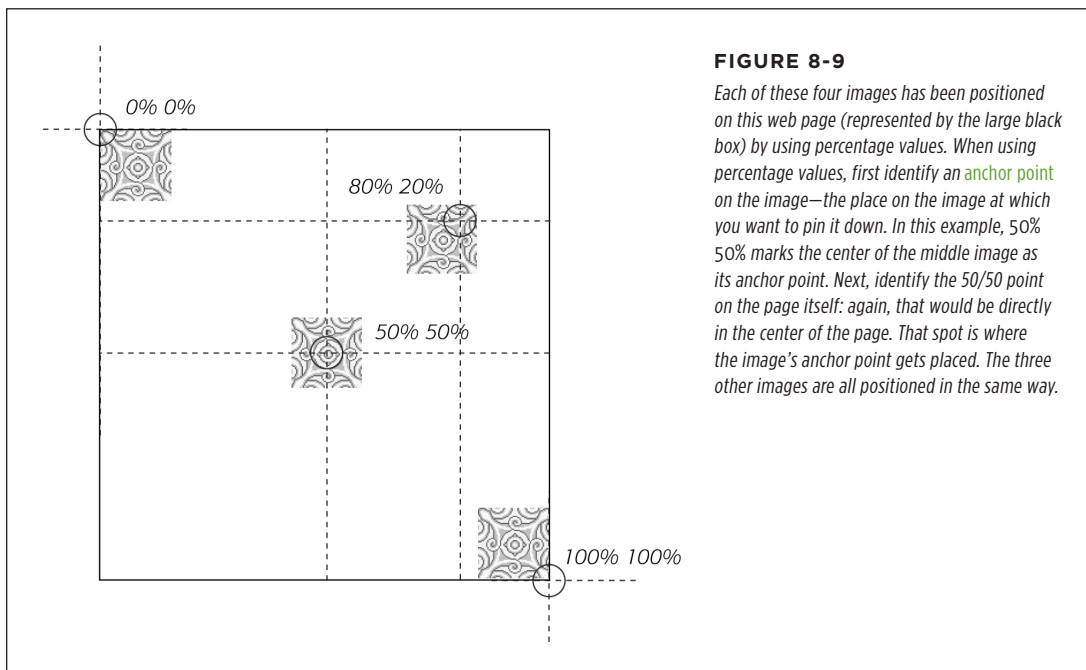 0% 0%
80% 20%
50% 50%
100% 100%
FIGURE 8-9
Each of these four images has been positioned
on this web page (represented by the large black
box) by using percentage values. When using
percentage values, first identify an anchor point
on the image—the place on the image at which
you want to pin it down. In this example, 50%
50% marks the center of the middle image as
its anchor point. Next, identify the 50/50 point
on the page itself: again, that would be directly
in the center of the page. That spot is where
the image's anchor point gets placed. The three
other images are all positioned in the same way.